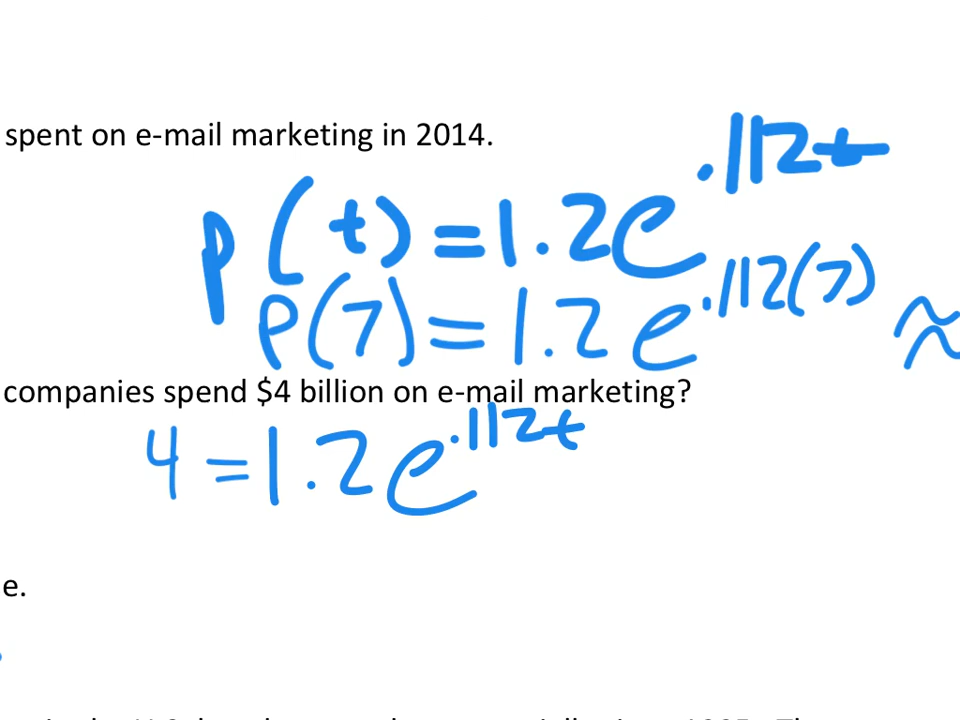 spent on e-mail marketing in 2014.
P(t) = 1.2e^.112t
P(7) = 1.2e^.112(7) ≈
companies spend $4 billion on e-mail marketing?
4 = 1.2e^.112t
e.